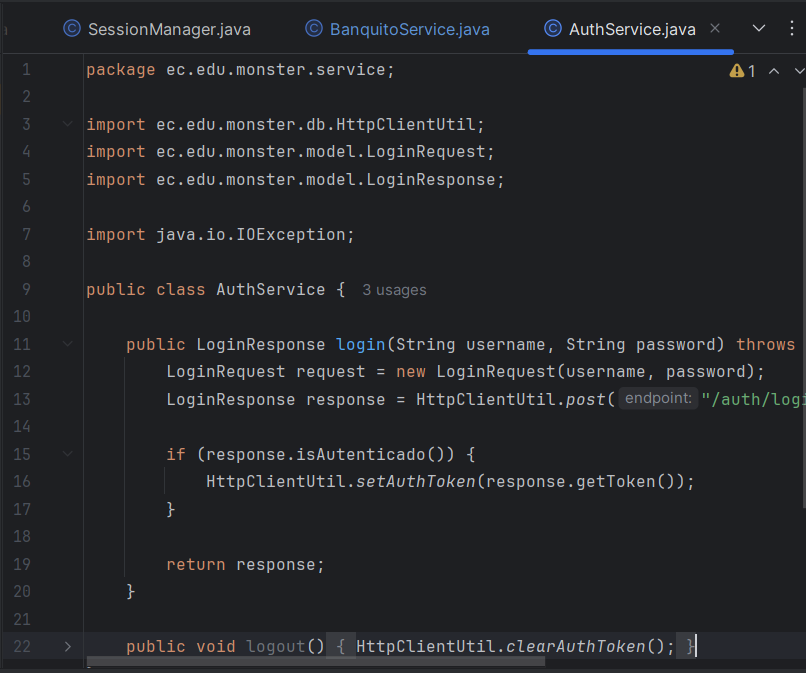 SessionManager.java BanquitoService.java AuthService.java
1 package ec.edu.monster.service; 1
2
3 import ec.edu.monster.db.HttpClientUtil;
4 import ec.edu.monster.model.LoginRequest;
5 import ec.edu.monster.model.LoginResponse;
6
7 import java.io.IOException;
8
9 public class AuthService { 3 usages
10
11 public LoginResponse login(String username, String password) throws
12 LoginRequest request = new LoginRequest(username, password);
13 LoginResponse response = HttpClientUtil.post( endpoint: "/auth/logi
14
15 if (response.isAutenticado()) {
16 HttpClientUtil.setAuthToken(response.getToken());
17 }
18
19 return response;
20 }
21
22 public void logout() { HttpClientUtil.clearAuthToken(); }